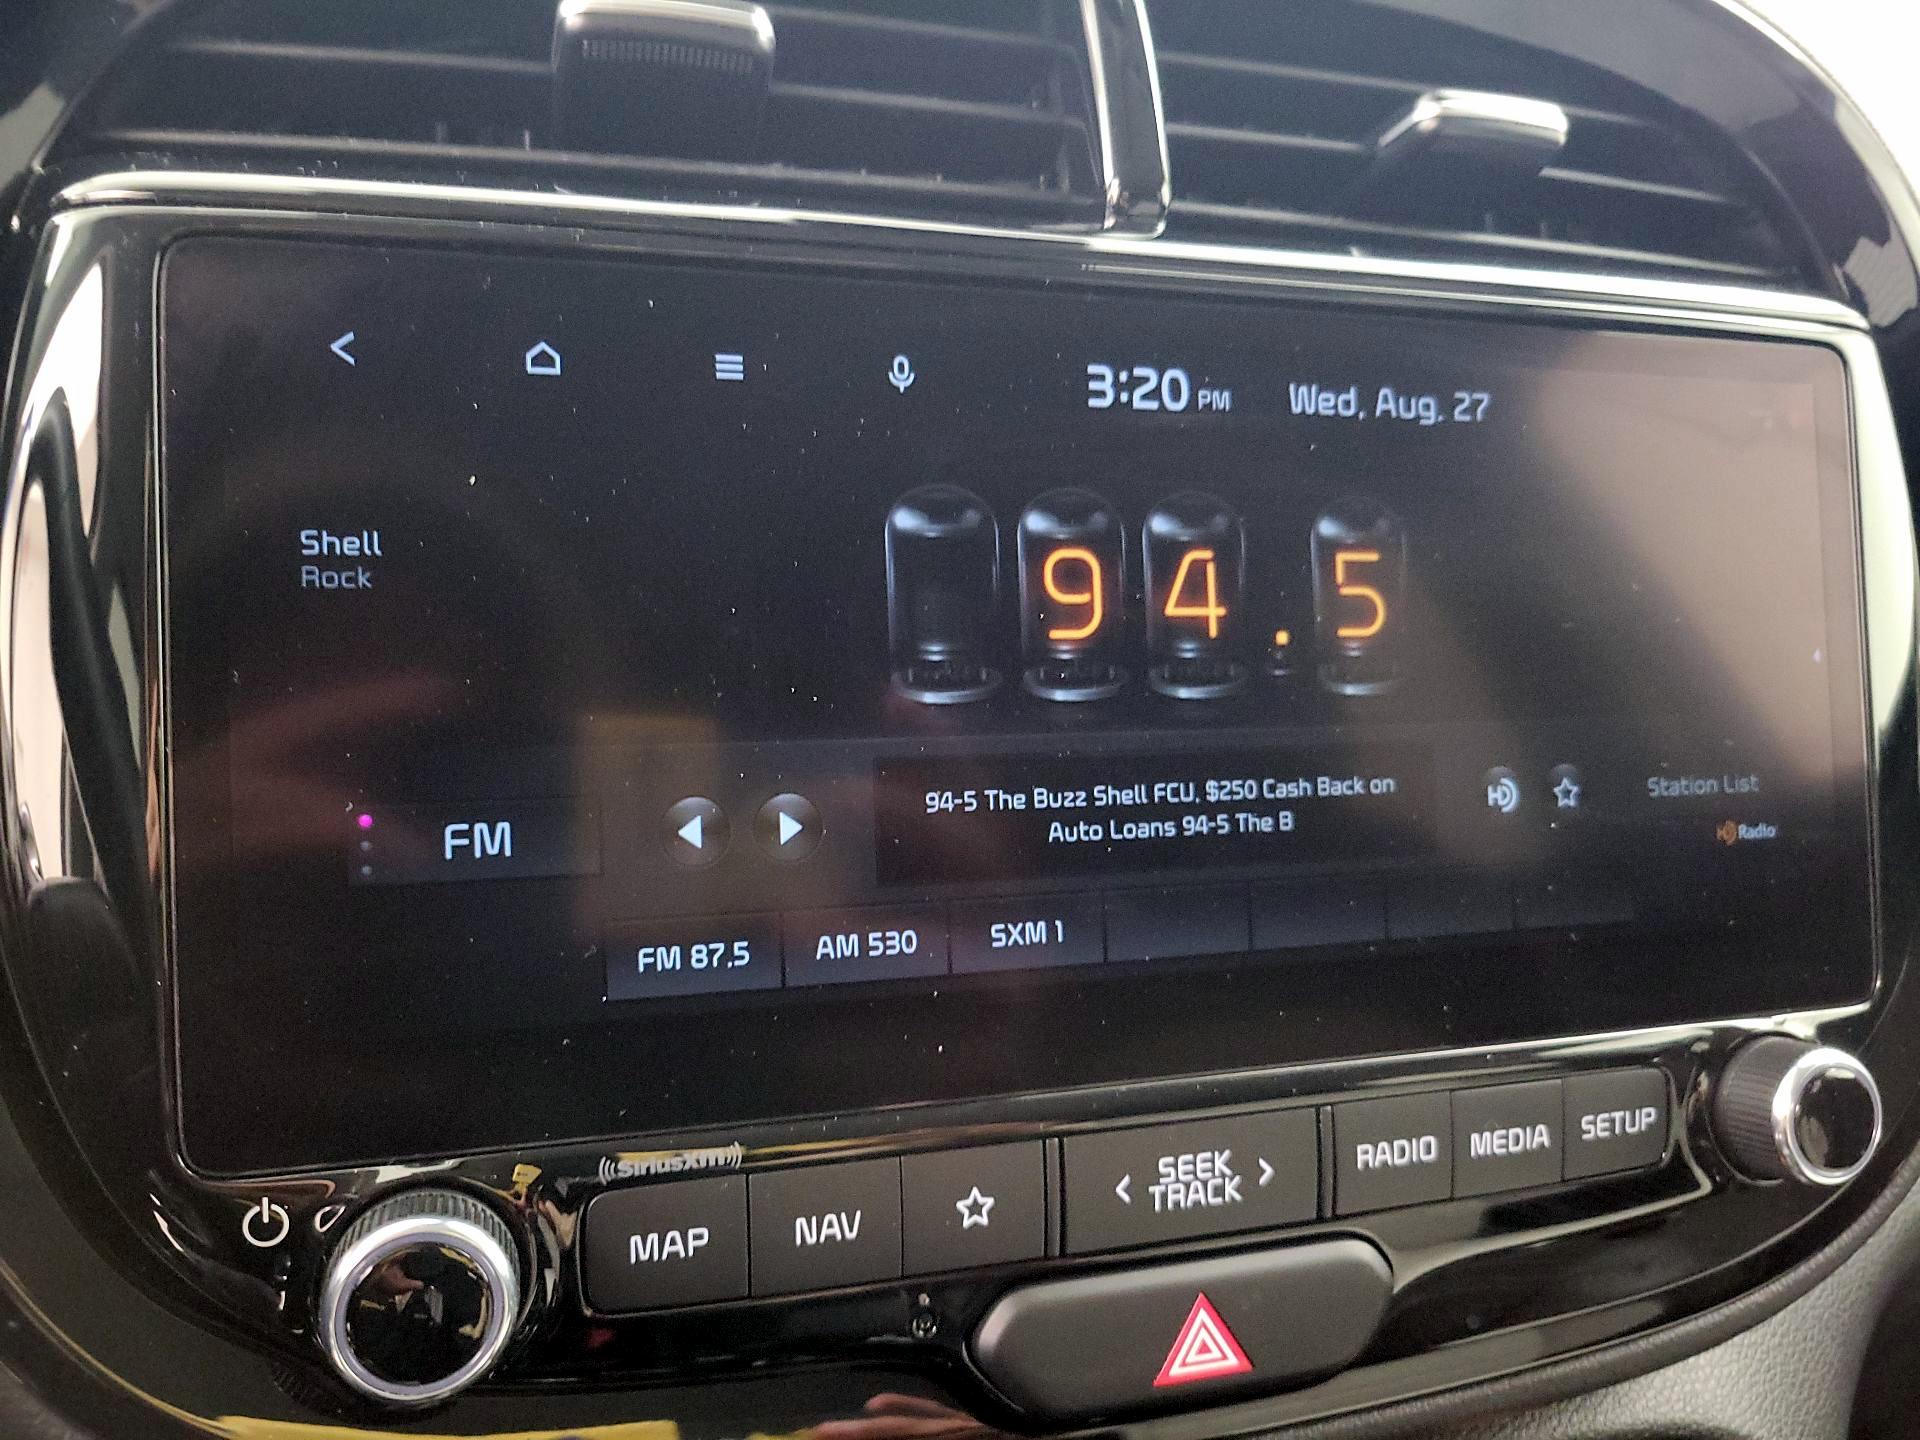 3:20 PM Wed, Aug. 27
Shell
Rock
94.5
FM
94-5 The Buzz Shell FCU, $250 Cash Back on
Auto Loans 94-5 The B
HD
Station List
HD Radio
FM 87.5
AM 530
SXM 1
((SiriusXM))
MAP
NAV
< SEEK >
TRACK
RADIO
MEDIA
SETUP